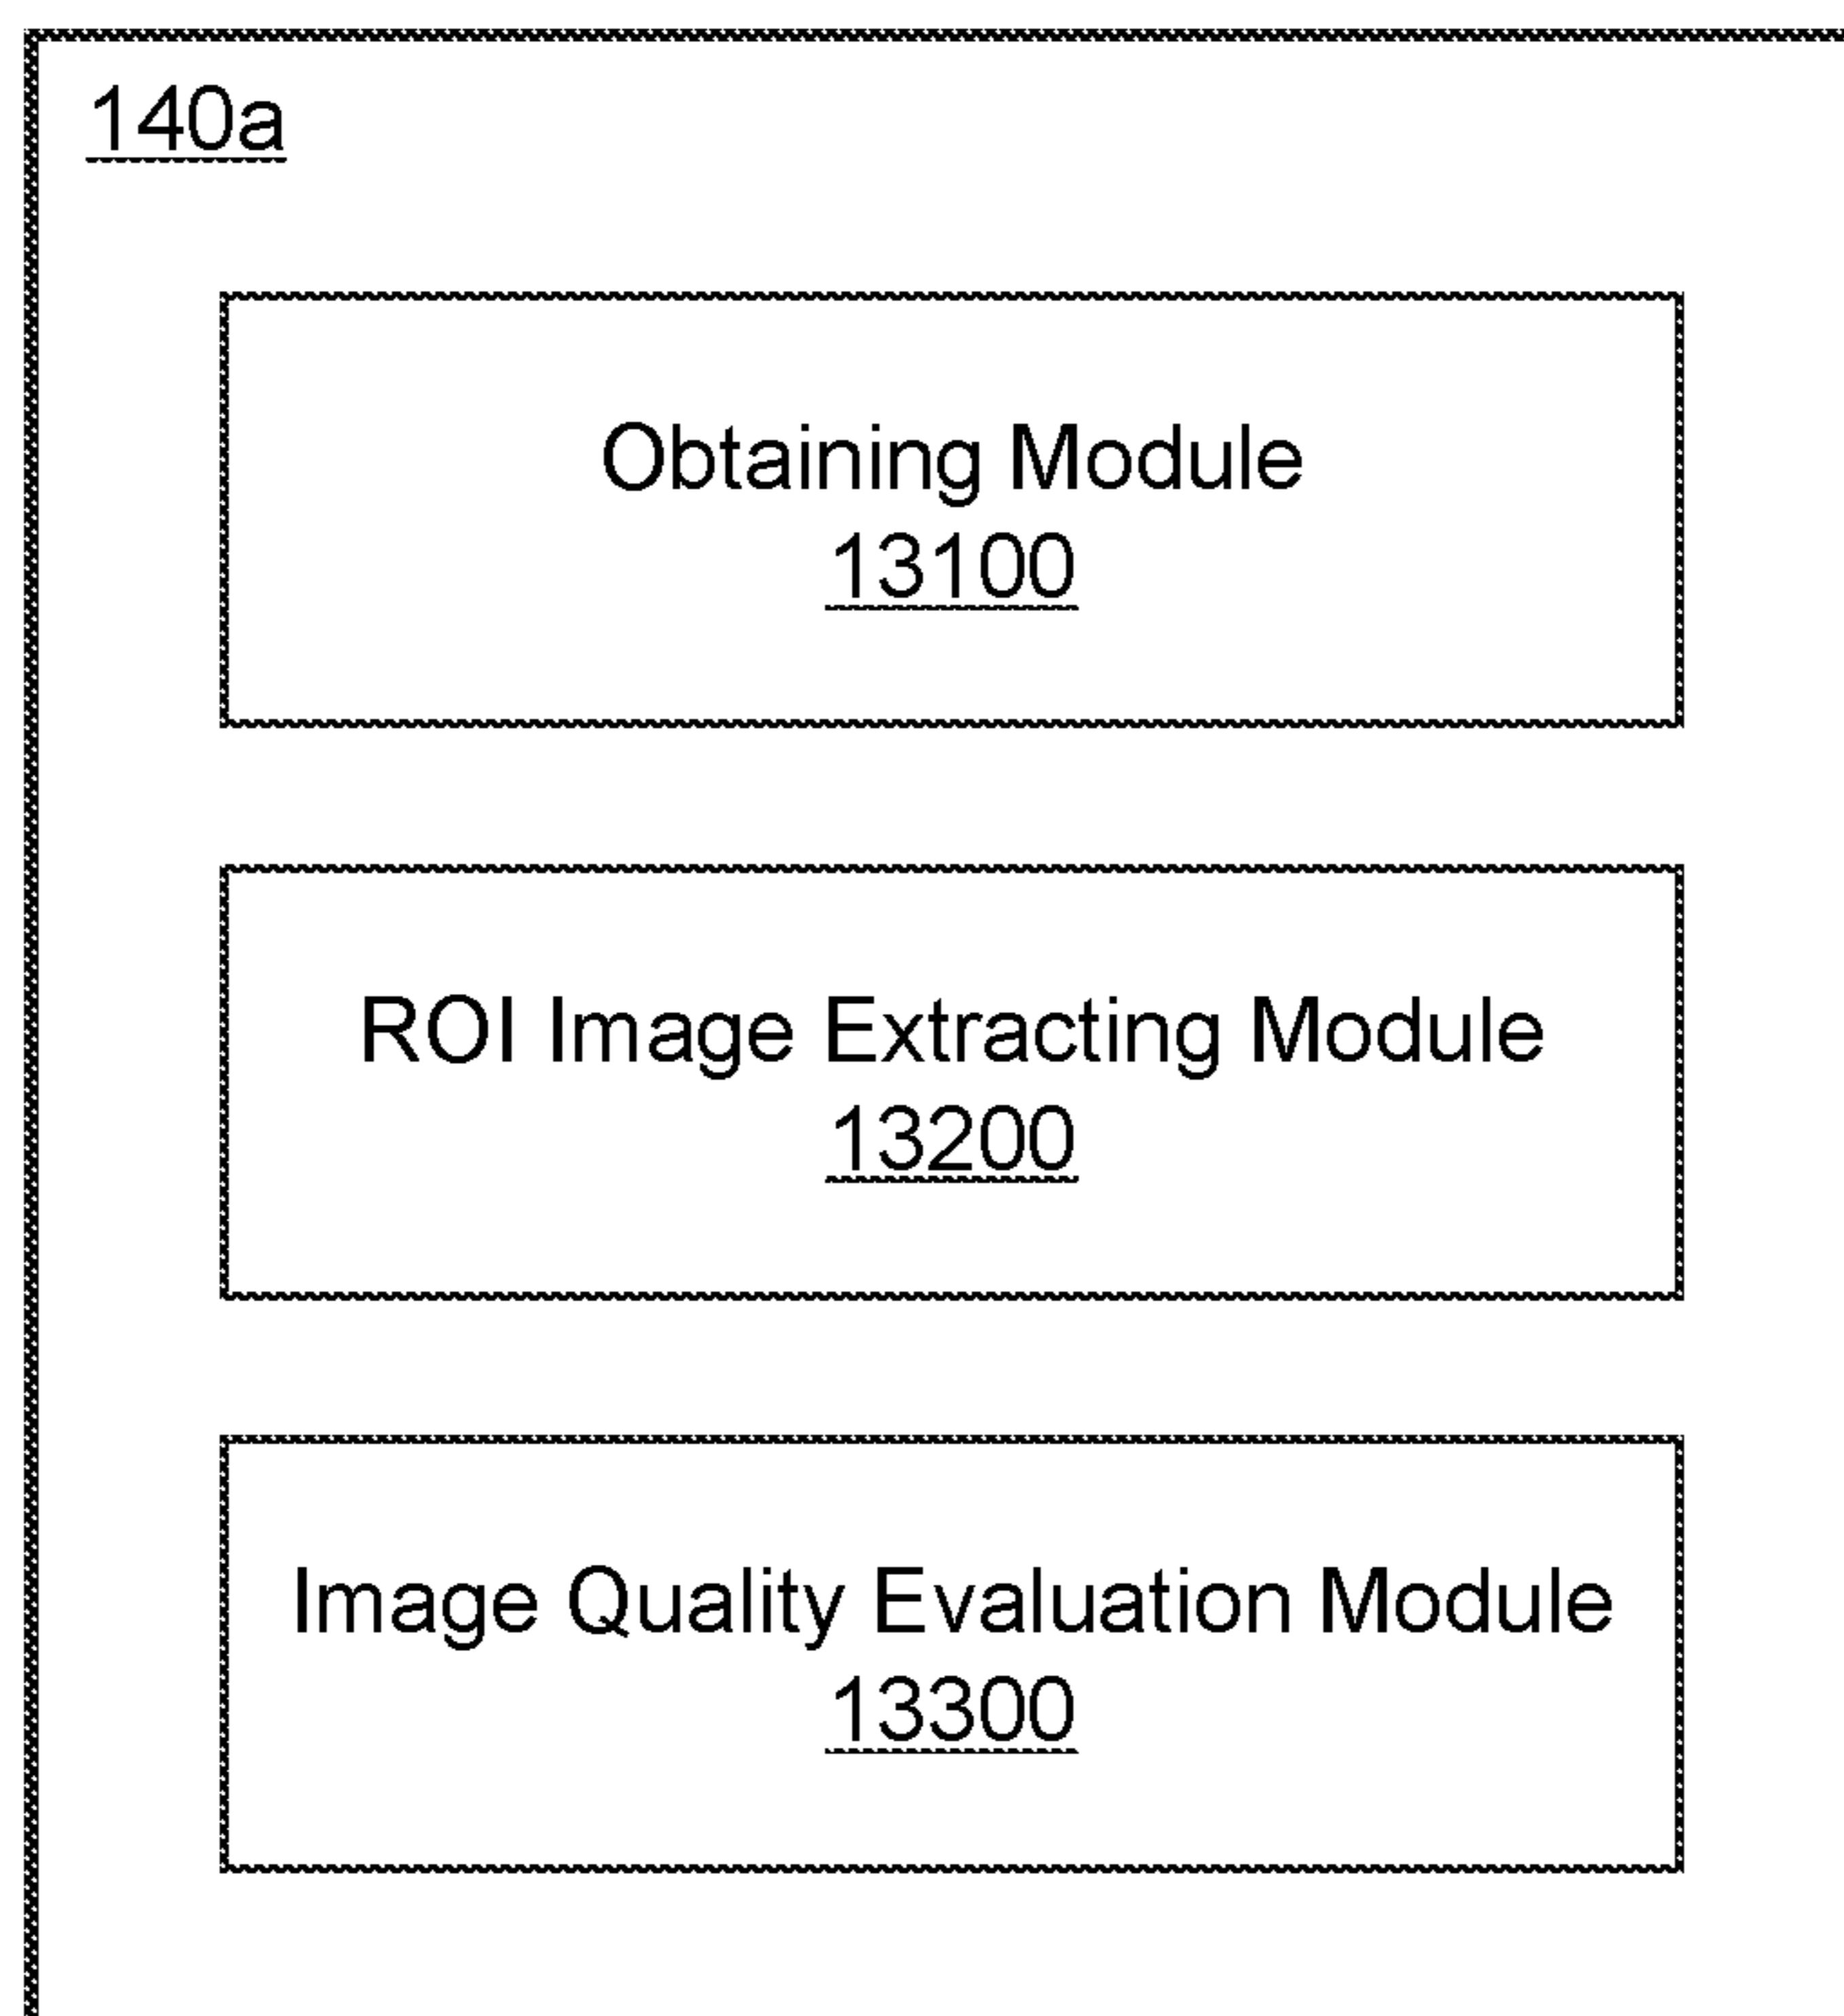 140a
Obtaining Module
13100
ROI Image Extracting Module
13200
Image Quality Evaluation Module
13300